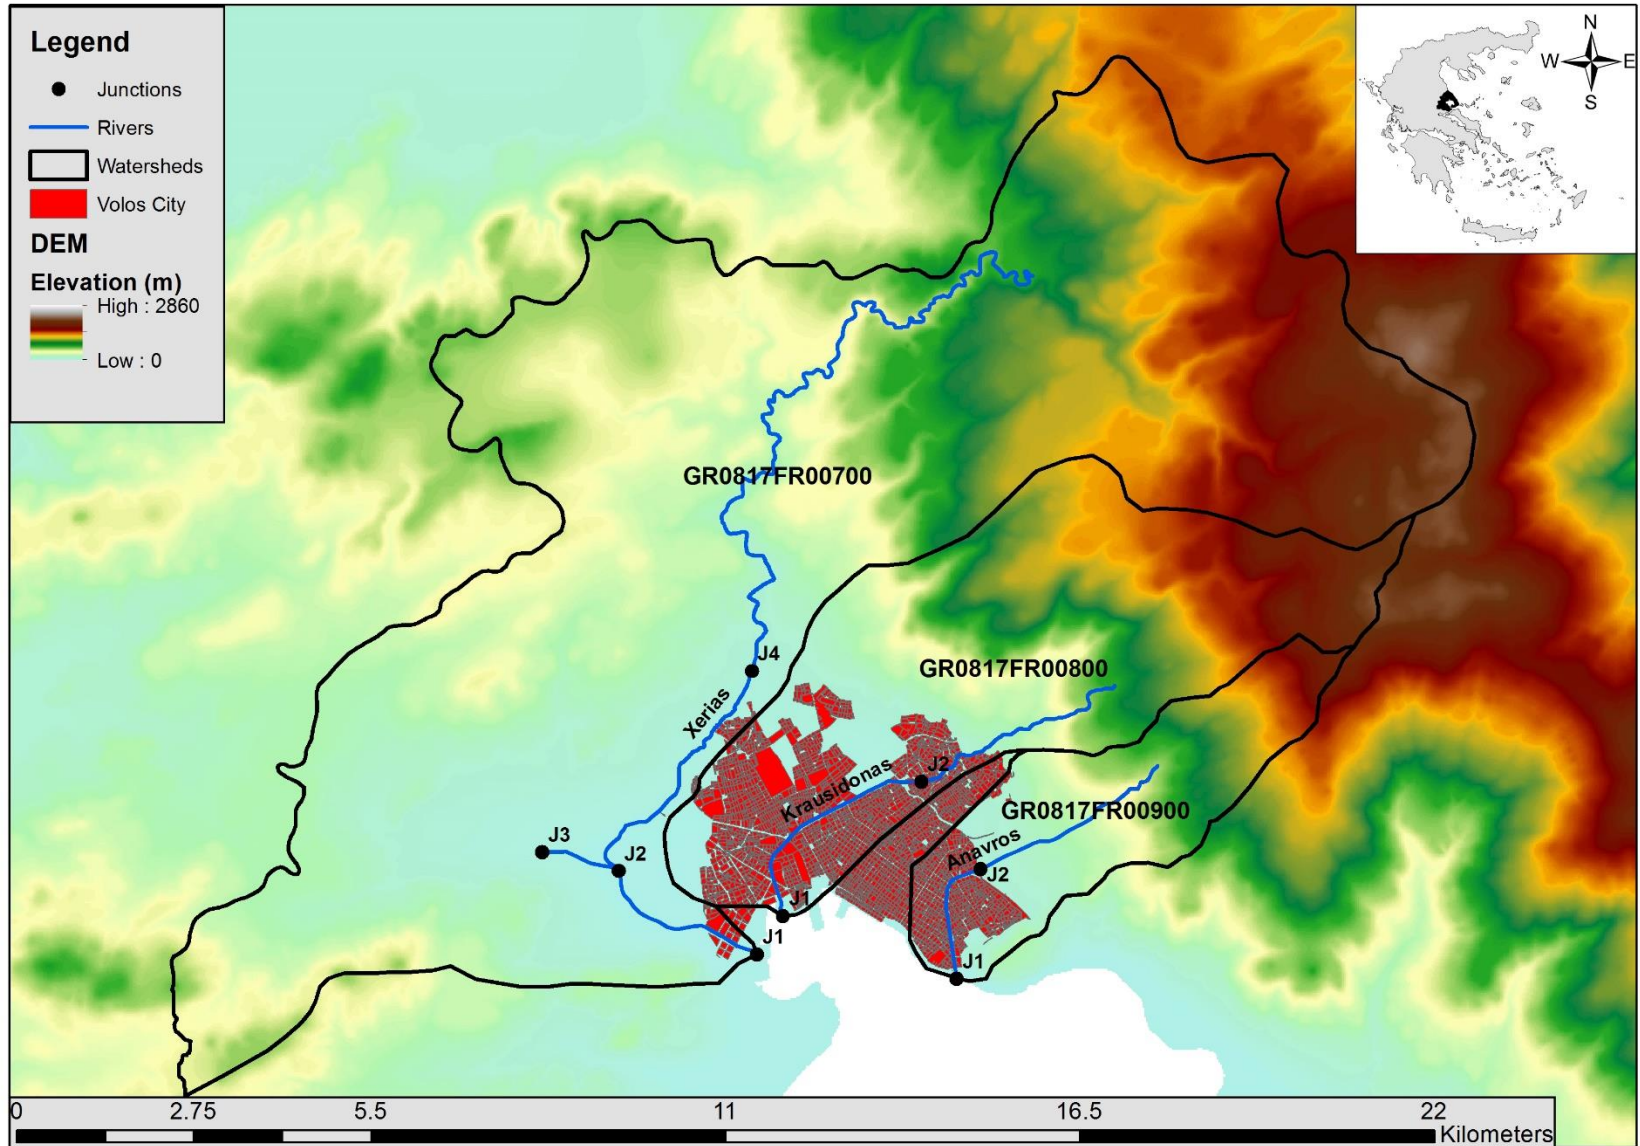 Legend
Junctions
Rivers
Watersheds
Volos City
DEM
Elevation (m)
High : 2860
Low : 0
N
W E
S
GR0817FR00700
J4
GR0817FR00800
Xerias
J2
Krausidonas
GR0817FR00900
J3
J2
Anavros
J2
J1
J1
J1
0 2.75 5.5 11 16.5 22
Kilometers